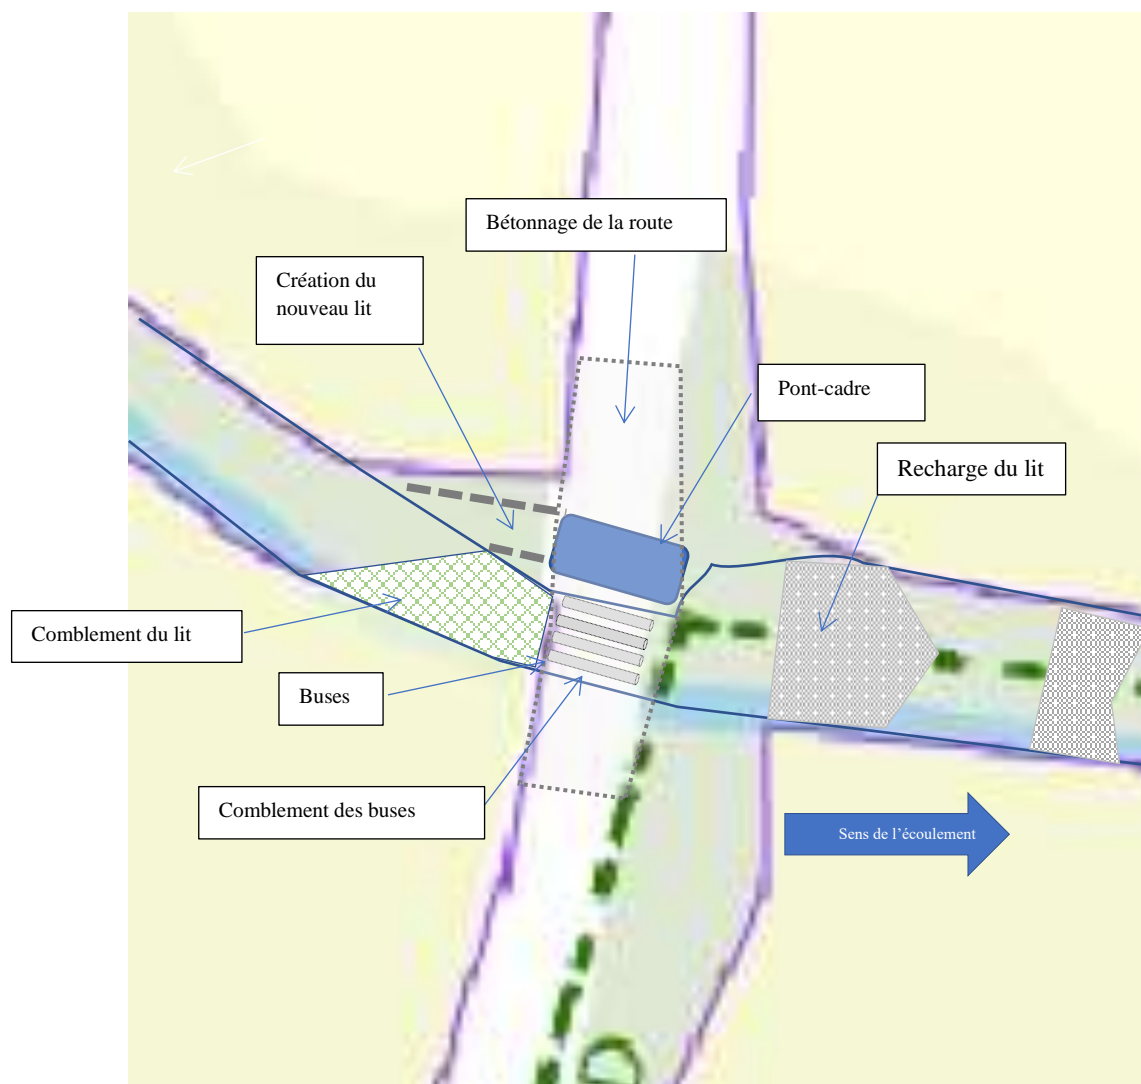 Bétonnage de la route
Création du
nouveau lit
Pont-cadre
Recharge du lit
Comblement du lit
Buses
Comblement des buses
Sens de l'écoulement